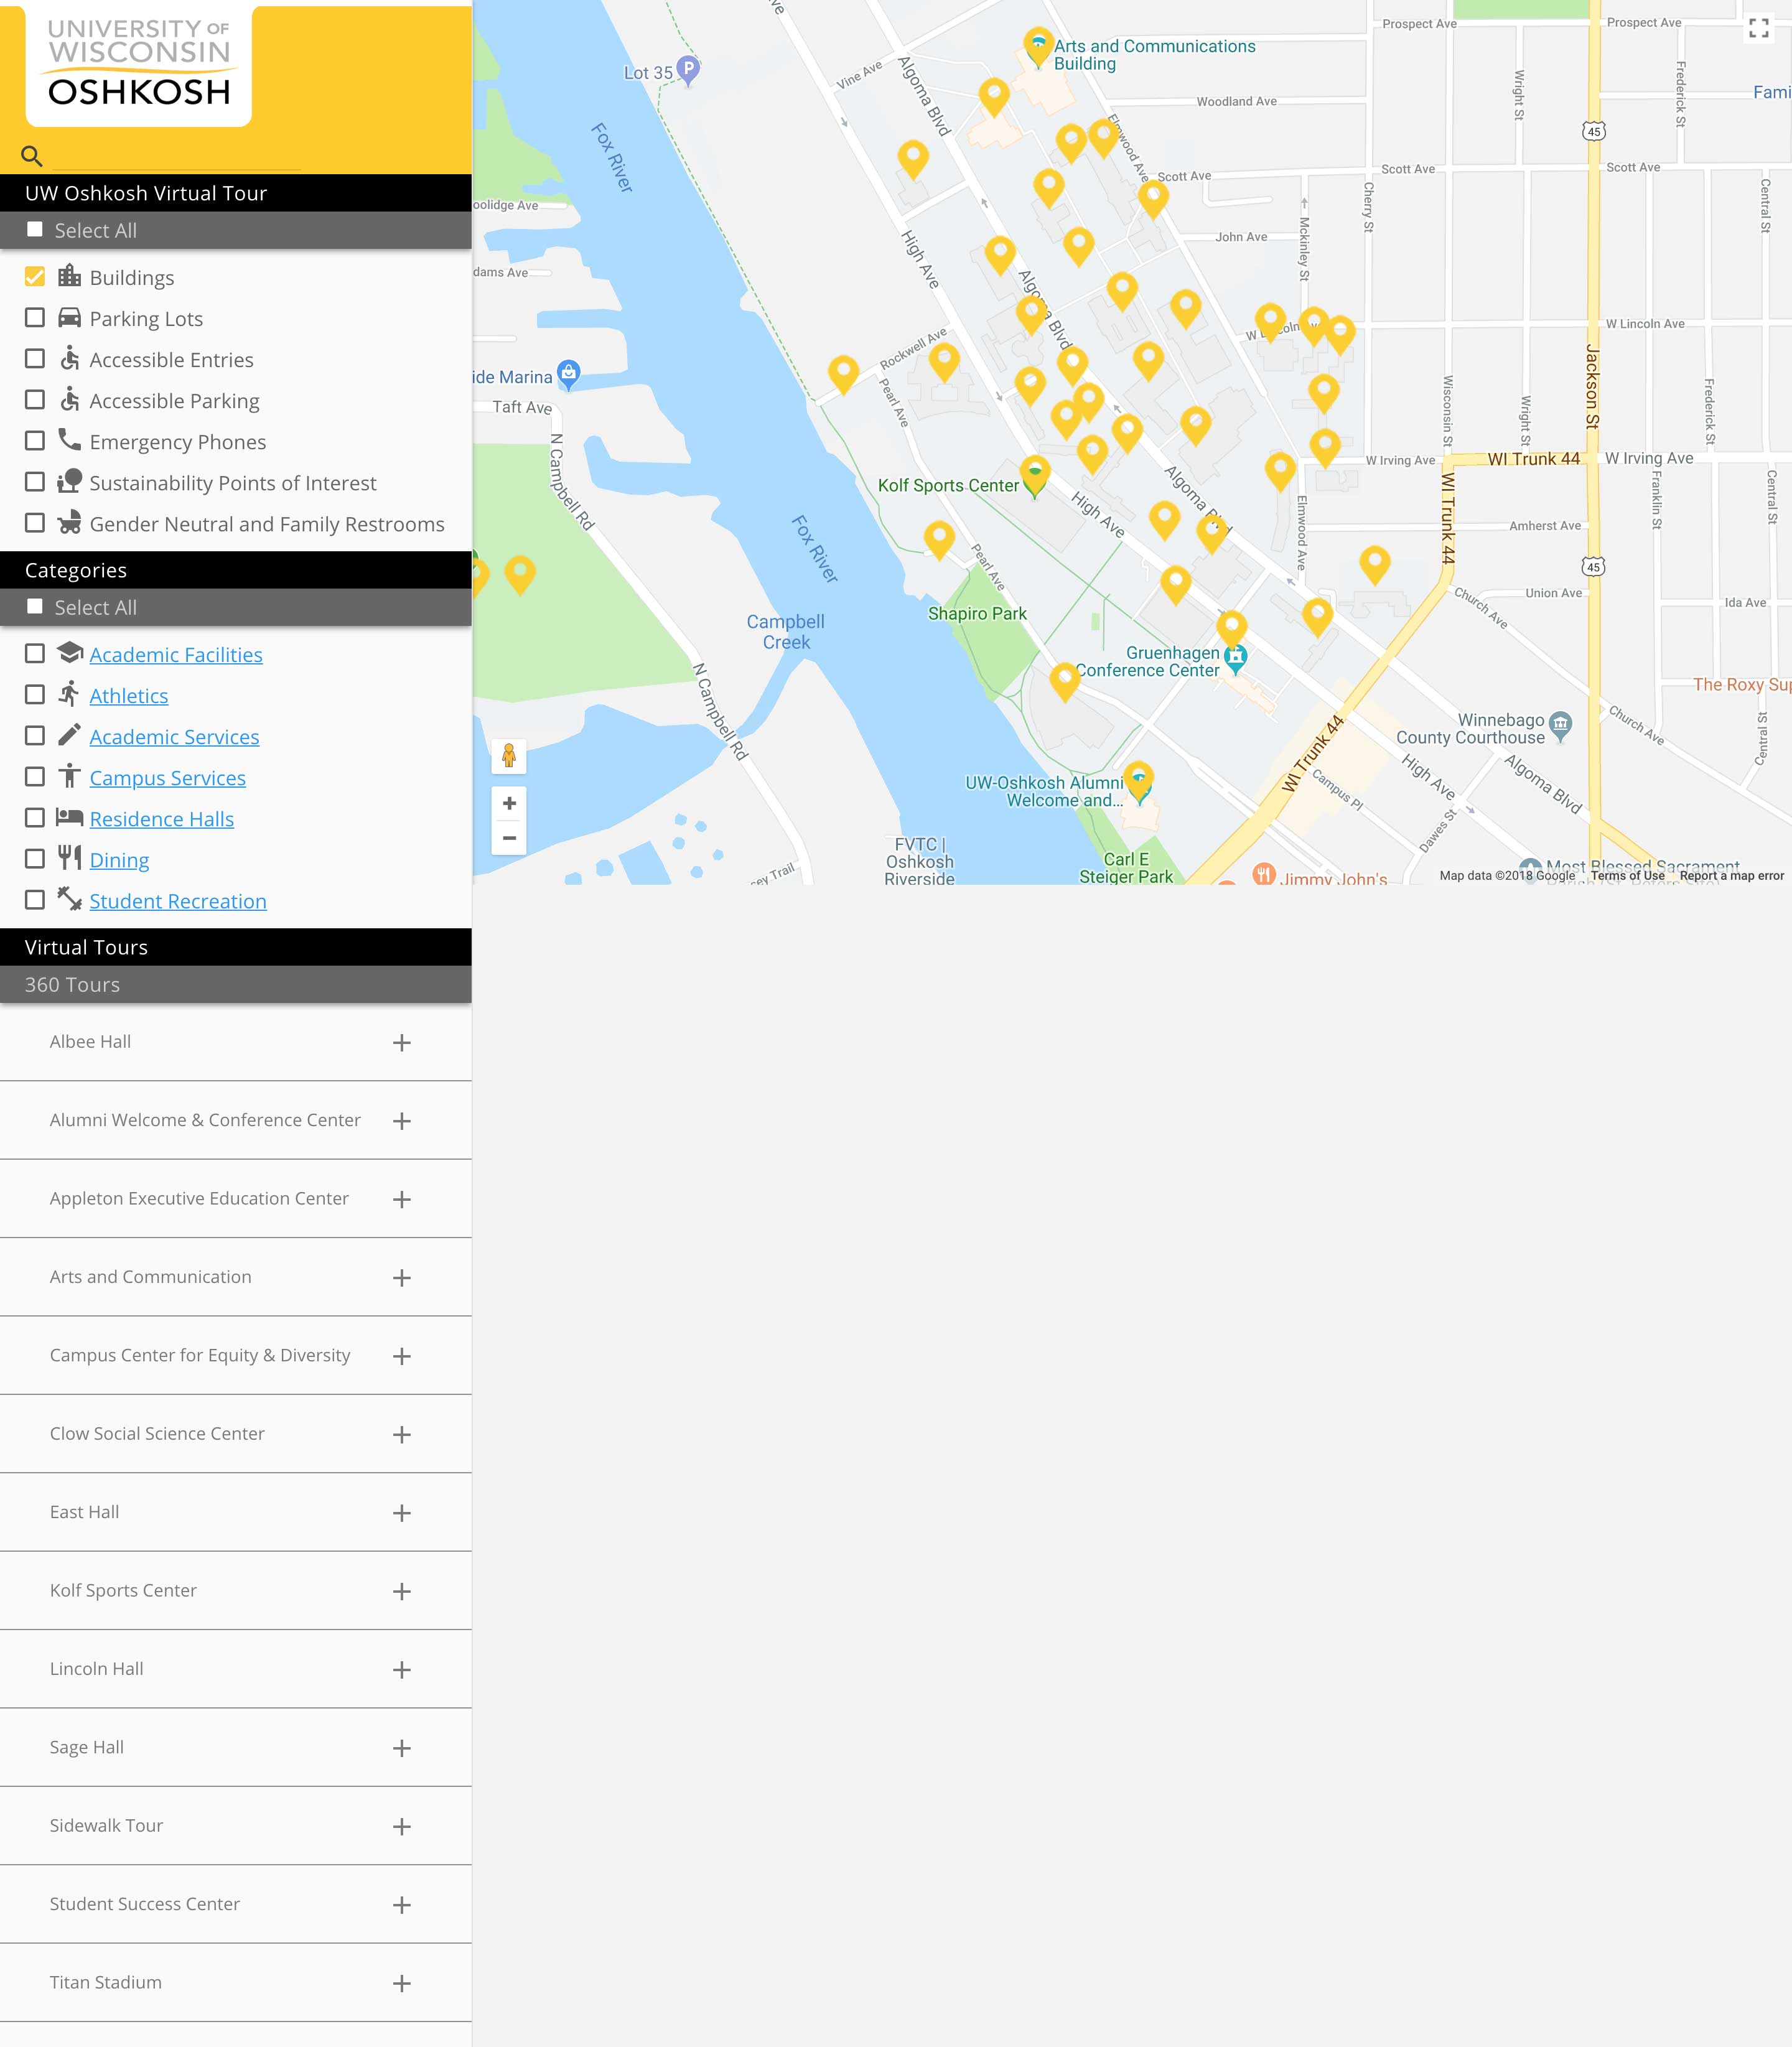 UNIVERSITY OF
WISCONSIN
OSHKOSH
UW Oshkosh Virtual Tour
Select All
Buildings
Parking Lots
Accessible Entries
Accessible Parking
Emergency Phones
Sustainability Points of Interest
Gender Neutral and Family Restrooms
Categories
Select All
Academic Facilities
Athletics
Academic Services
Campus Services
Residence Halls
Dining
Student Recreation
Virtual Tours
360 Tours
Albee Hall
Alumni Welcome & Conference Center
Appleton Executive Education Center
Arts and Communication
Campus Center for Equity & Diversity
Clow Social Science Center
East Hall
Kolf Sports Center
Lincoln Hall
Sage Hall
Sidewalk Tour
Student Success Center
Titan Stadium
Prospect Ave
Prospect Ave
Arts and Communications
Building
Lot 35
P
Vine Ave
Algoma Blvd
Woodland Ave
Wright St
Frederick St
Fami
45
Elmwood Ave
Fox River
Scott Ave
Scott Ave
Scott Ave
Cherry St
Central St
oolidge Ave
High Ave
John Ave
Mckinley St
dams Ave
Algoma Blvd
W Lincoln Ave
Rockwell Ave
Jackson St
ide Marina
Taft Ave
Pearl Ave
Wisconsin St
Wright St
Frederick St
N Campbell Rd
W Irving Ave
WI Trunk 44
W Irving Ave
Kolf Sports Center
High Ave
Algoma Blvd
Elmwood Ave
WI Trunk 44
Franklin St
Central St
Amherst Ave
Fox River
Pearl Ave
45
Union Ave
Church Ave
Ida Ave
Shapiro Park
Campbell
Creek
Gruenhagen
Conference Center
The Roxy Sup
N Campbell Rd
Winnebago
County Courthouse
Church Ave
Central St
WI Trunk 44
Campus Pl
High Ave
Algoma Blvd
UW-Oshkosh Alumni
Welcome and...
Dawes St
FVTC |
Oshkosh
Riverside
Carl E
Steiger Park
sey Trail
Jimmy John's
Most Blessed Sacrament
Map data ©2018 Google
Terms of Use
Report a map error